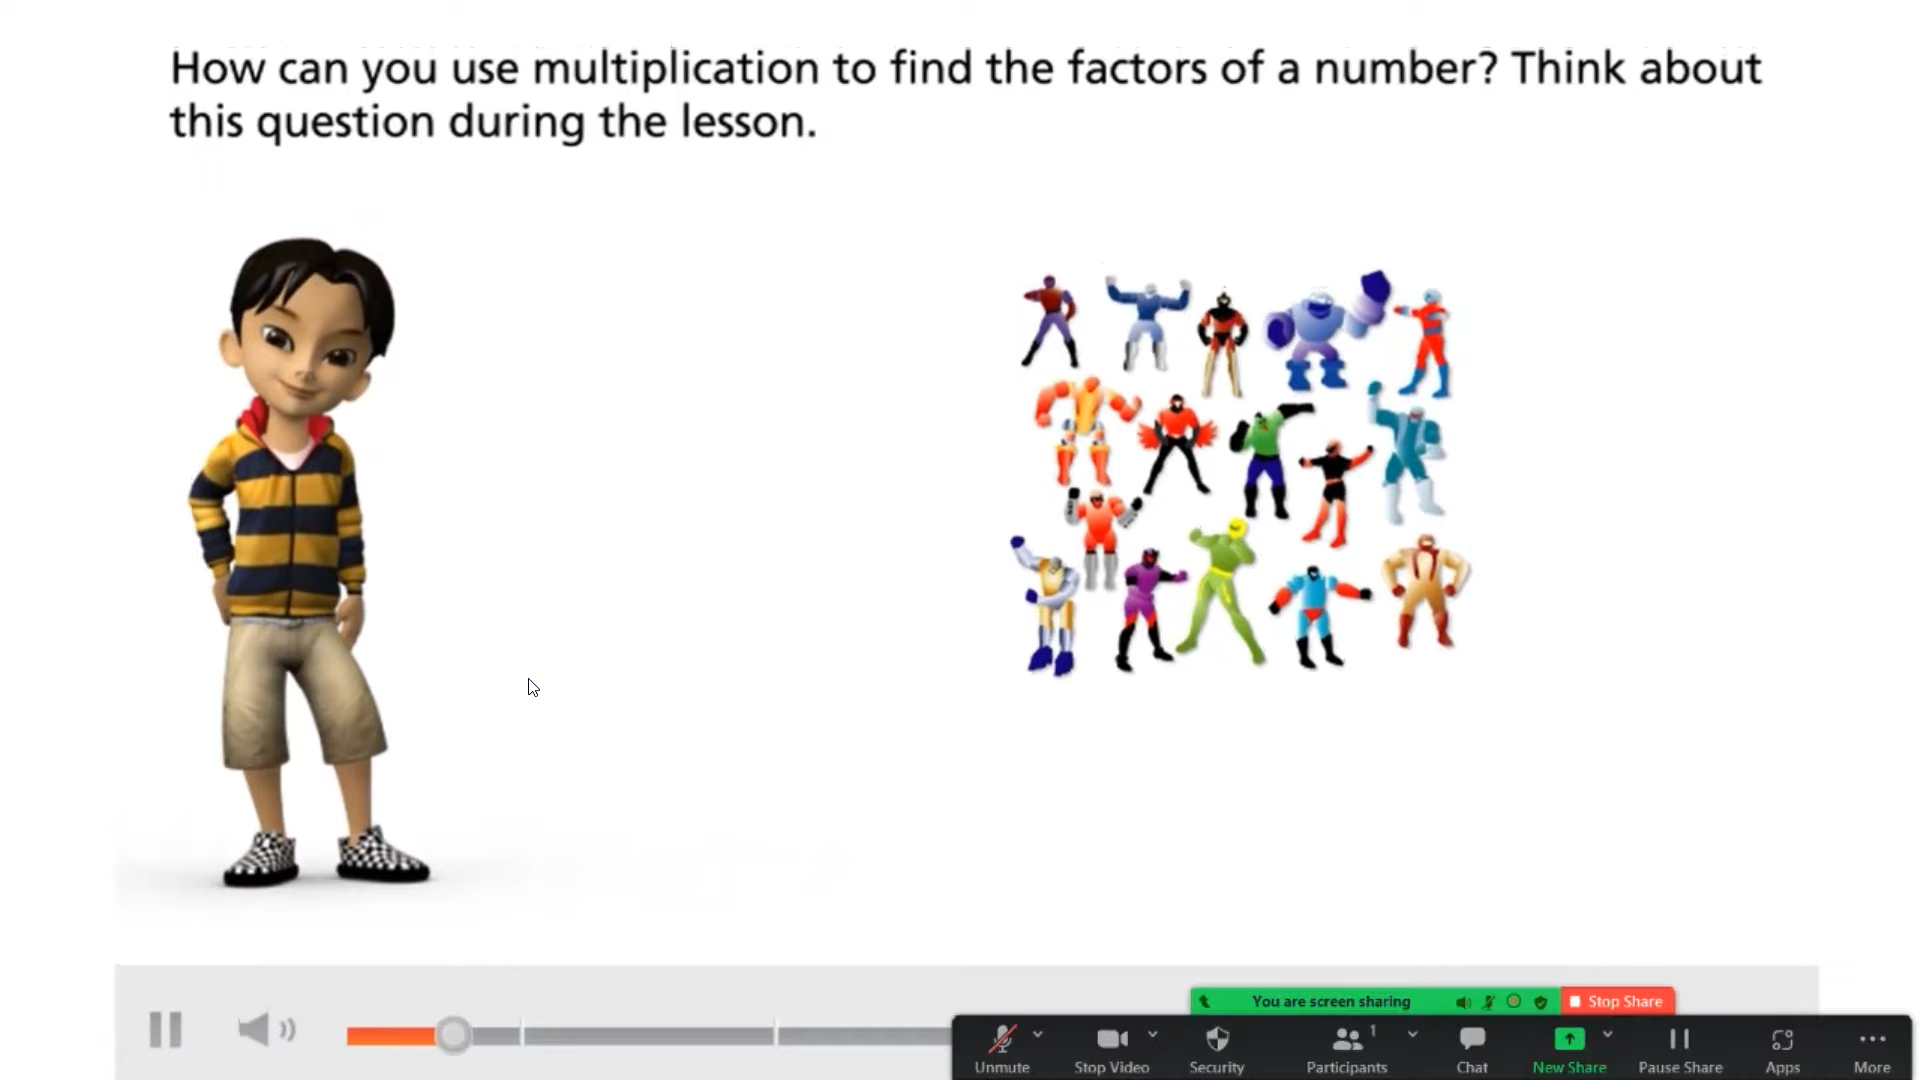 How can you use multiplication to find the factors of a number? Think about
this question during the lesson.
You are screen sharing
Stop Share
1
Unmute
Stop Video
Security
Participants
Chat
New Share
Pause Share
Apps
More